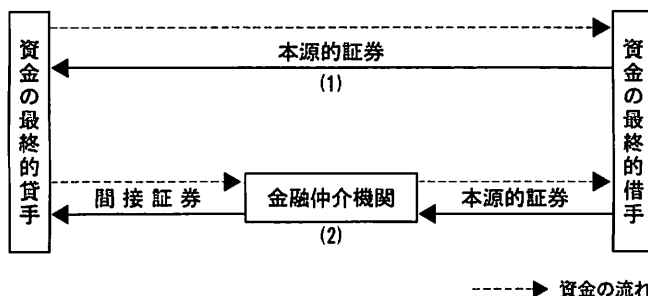 資金の最終的貸手
本源的証券
(1)
資金の最終的借手
間接証券
金融仲介機関
本源的証券
(2)
資金の流れ